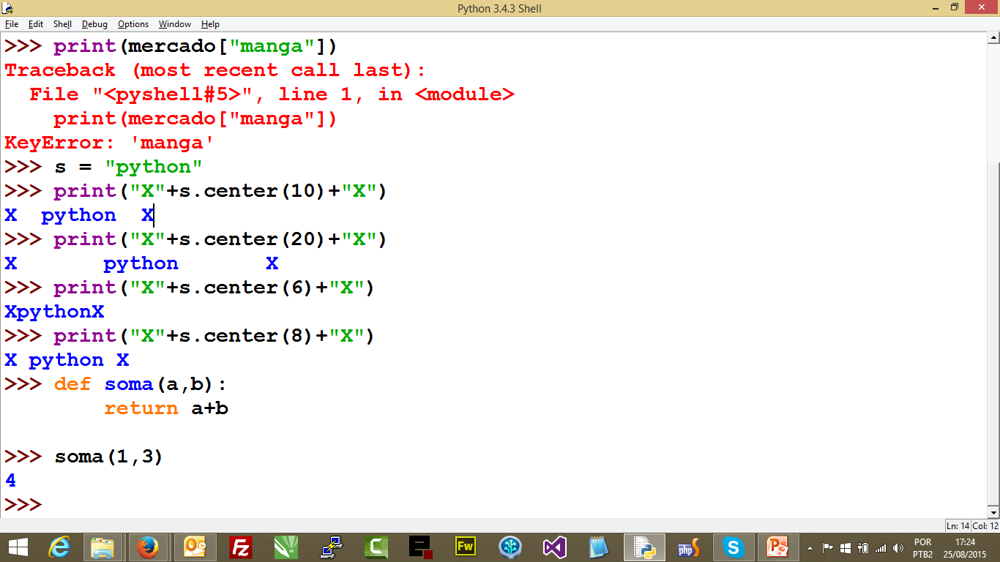 Python 3.4.3 Shell
File Edit Shell Debug Options Window Help
>>> print(mercado["manga"])
Traceback (most recent call last):
  File "<pyshell#5>", line 1, in <module>
    print(mercado["manga"])
KeyError: 'manga'
>>> s = "python"
>>> print("X"+s.center(10)+"X")
X  python  X
>>> print("X"+s.center(20)+"X")
X       python       X
>>> print("X"+s.center(6)+"X")
XpythonX
>>> print("X"+s.center(8)+"X")
X python X
>>> def soma(a,b):
        return a+b

>>> soma(1,3)
4
>>>
Ln: 14 Col: 12
Fz C Fw php S P
POR 17:24
PTB2 25/08/2015